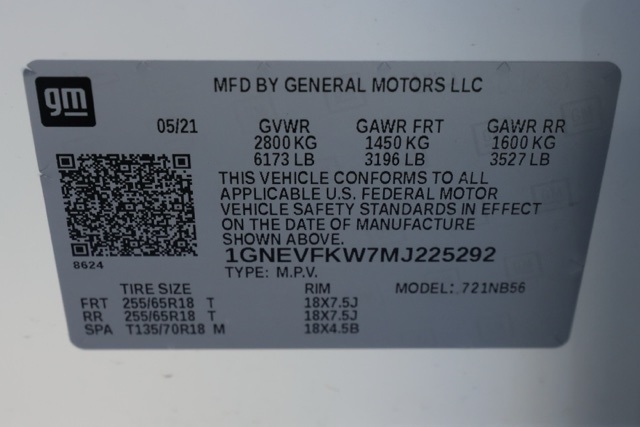 gm
MFD BY GENERAL MOTORS LLC
05/21 GVWR GAWR FRT GAWR RR
2800 KG 1450 KG 1600 KG
6173 LB 3196 LB 3527 LB
THIS VEHICLE CONFORMS TO ALL
APPLICABLE U.S. FEDERAL MOTOR
VEHICLE SAFETY STANDARDS IN EFFECT
ON THE DATE OF MANUFACTURE
SHOWN ABOVE.
8624
1GNEVFKW7MJ225292
TYPE: M.P.V.
TIRE SIZE RIM MODEL: 721NB56
FRT 255/65R18 T 18X7.5J
RR 255/65R18 T 18X7.5J
SPA T135/70R18 M 18X4.5B